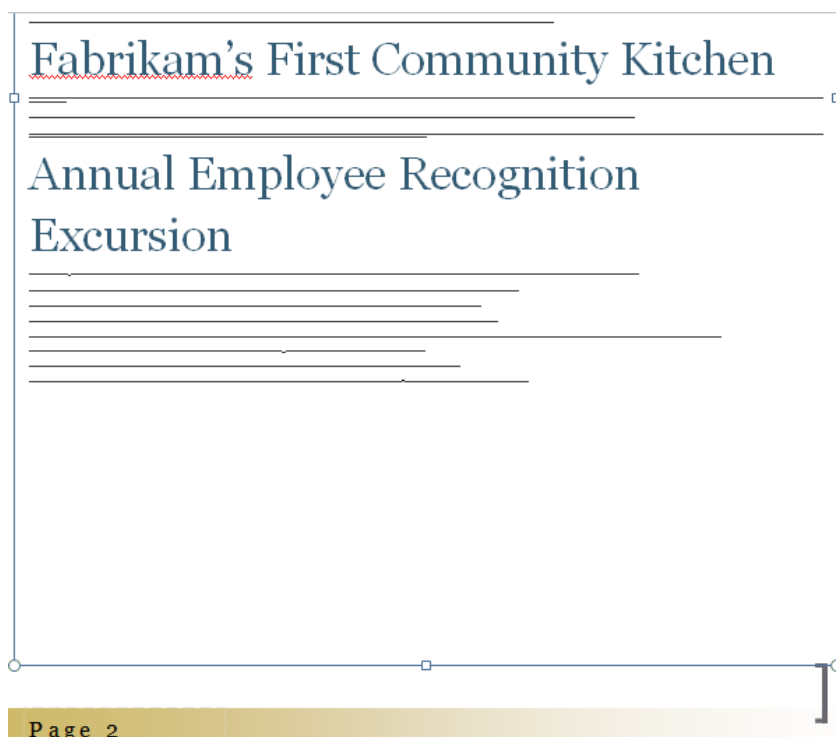 Fabrikam’s First Community Kitchen
Annual Employee Recognition
Excursion
Page 2